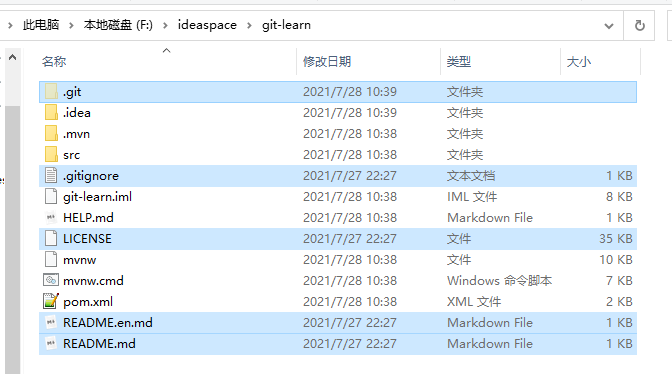 此电脑 > 本地磁盘 (F:) > ideaspace > git-learn
名称 修改日期 类型 大小
.git 2021/7/28 10:39 文件夹
.idea 2021/7/28 10:39 文件夹
.mvn 2021/7/28 10:38 文件夹
src 2021/7/28 10:38 文件夹
.gitignore 2021/7/27 22:27 文本文档 1 KB
git-learn.iml 2021/7/28 10:38 IML 文件 8 KB
HELP.md 2021/7/28 10:38 Markdown File 1 KB
LICENSE 2021/7/27 22:27 文件 35 KB
mvnw 2021/7/28 10:38 文件 10 KB
mvnw.cmd 2021/7/28 10:38 Windows 命令脚本 7 KB
pom.xml 2021/7/28 10:38 XML 文件 2 KB
README.en.md 2021/7/27 22:27 Markdown File 1 KB
README.md 2021/7/27 22:27 Markdown File 1 KB